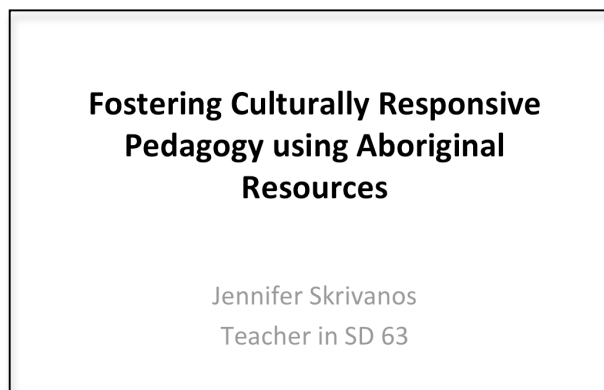 Fostering Culturally Responsive
Pedagogy using Aboriginal
Resources
Jennifer Skrivanos
Teacher in SD 63